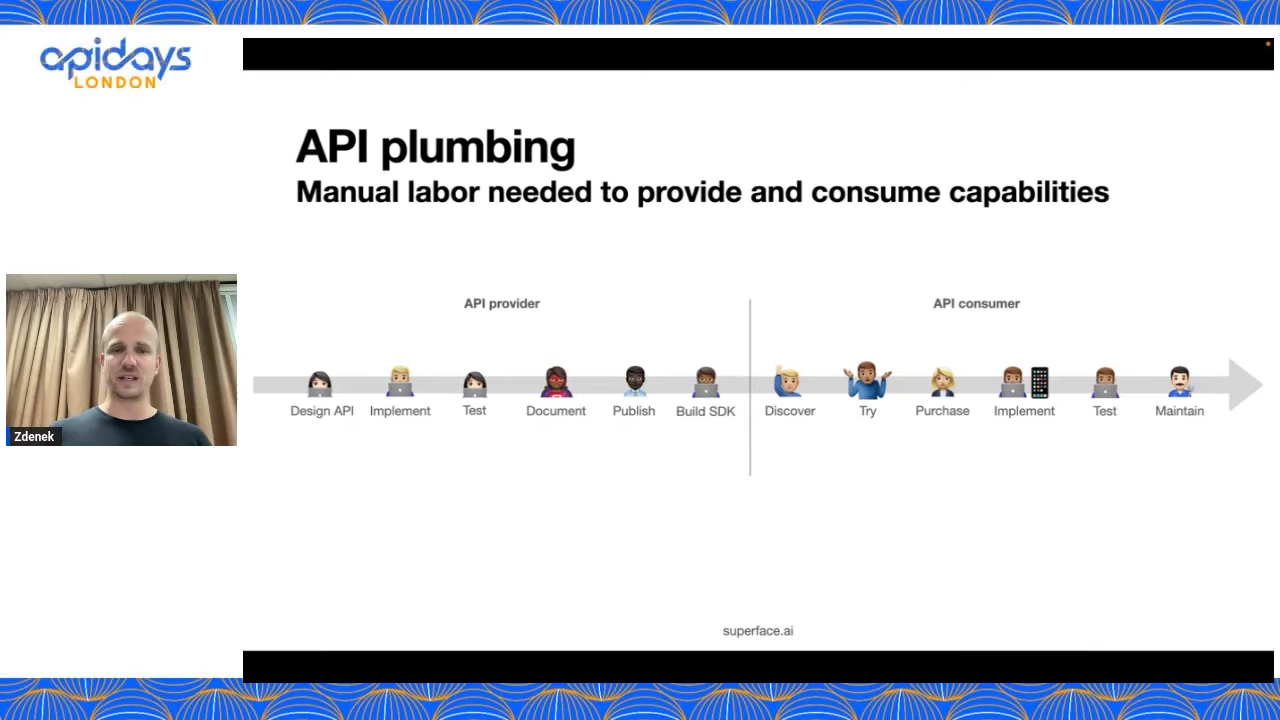 apidays
LONDON
API plumbing
Manual labor needed to provide and consume capabilities
API provider
API consumer
Design API
Implement
Test
Document
Publish
Build SDK
Discover
Try
Purchase
Implement
Test
Maintain
Zdenek
superface.ai